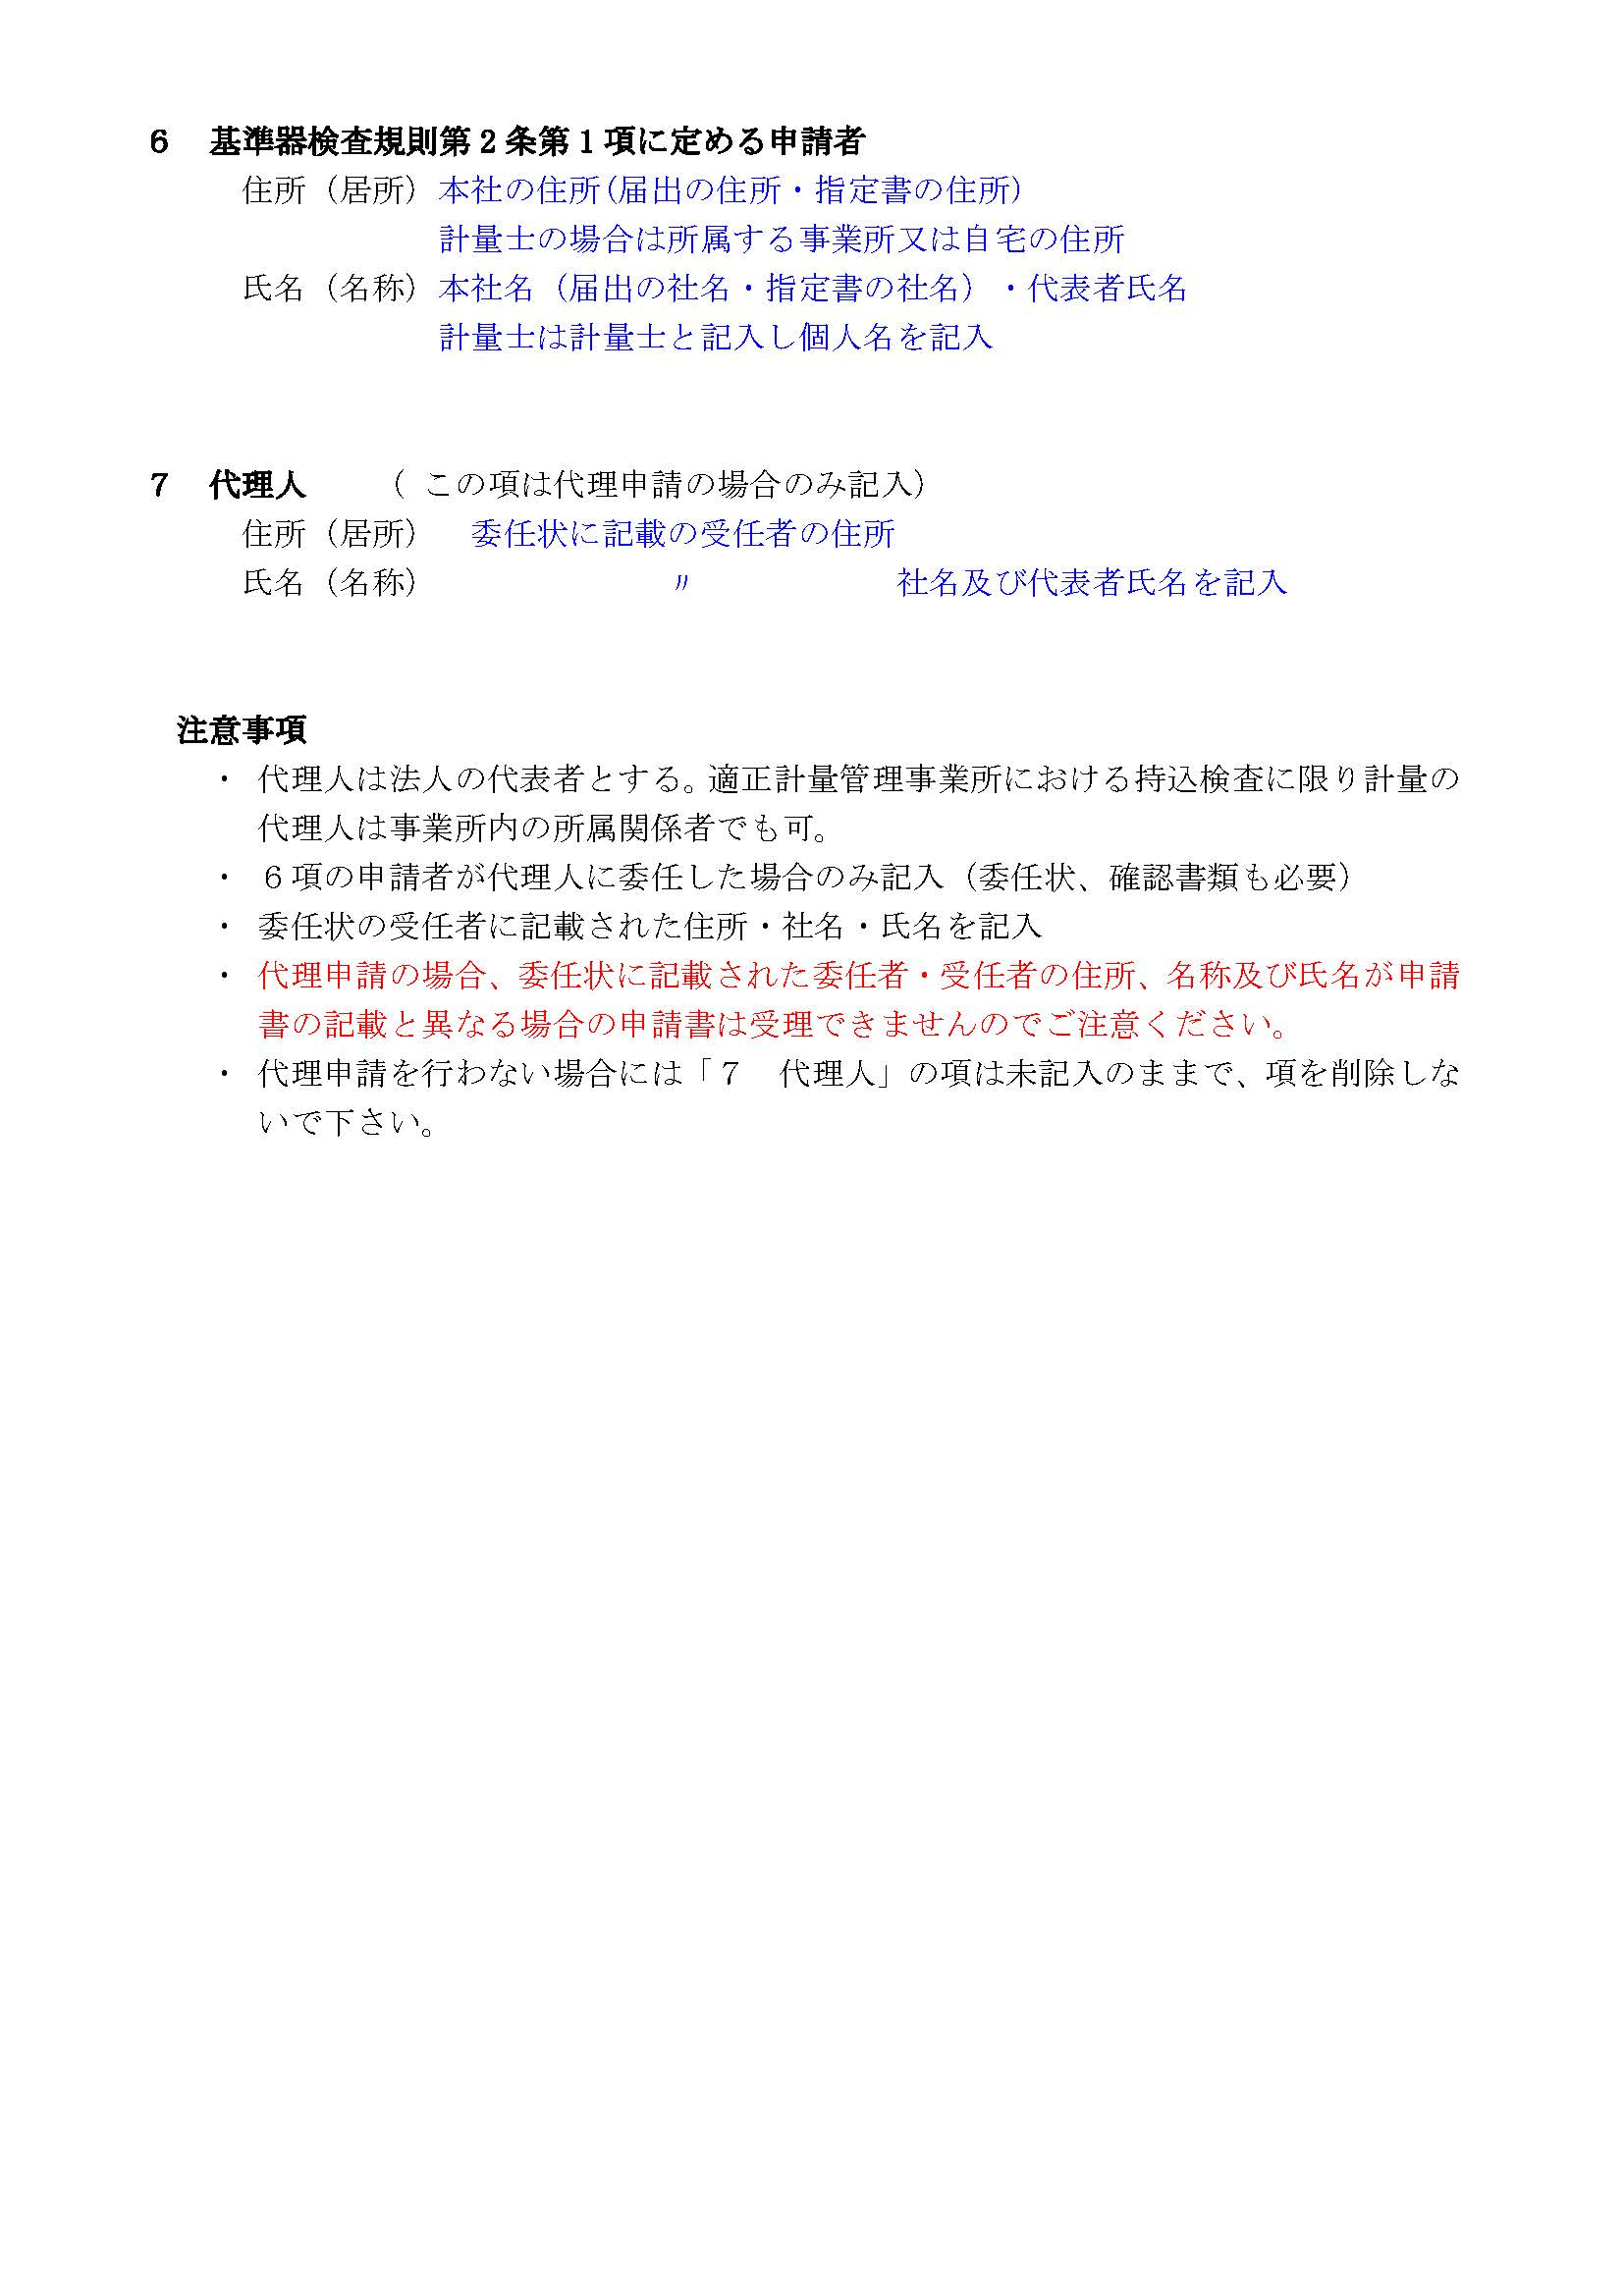 ６　基準器検査規則第２条第１項に定める申請者
住所（居所）本社の住所(届出の住所・指定書の住所)
計量士の場合は所属する事業所又は自宅の住所
氏名（名称）本社名（届出の社名・指定書の社名）・代表者氏名
計量士は計量士と記入し個人名を記入
７　代理人　　（ この項は代理申請の場合のみ記入）
住所（居所）　委任状に記載の受任者の住所
氏名（名称）　　　　〃　　　　社名及び代表者氏名を記入
注意事項
・ 代理人は法人の代表者とする。適正計量管理事業所における持込検査に限り計量の
代理人は事業所内の所属関係者でも可。
・ ６項の申請者が代理人に委任した場合のみ記入（委任状、確認書類も必要）
・ 委任状の受任者に記載された住所・社名・氏名を記入
・ 代理申請の場合、委任状に記載された委任者・受任者の住所、名称及び氏名が申請
書の記載と異なる場合の申請書は受理できませんのでご注意ください。
・ 代理申請を行わない場合には「７　代理人」の項は未記入のままで、項を削除しな
いで下さい。